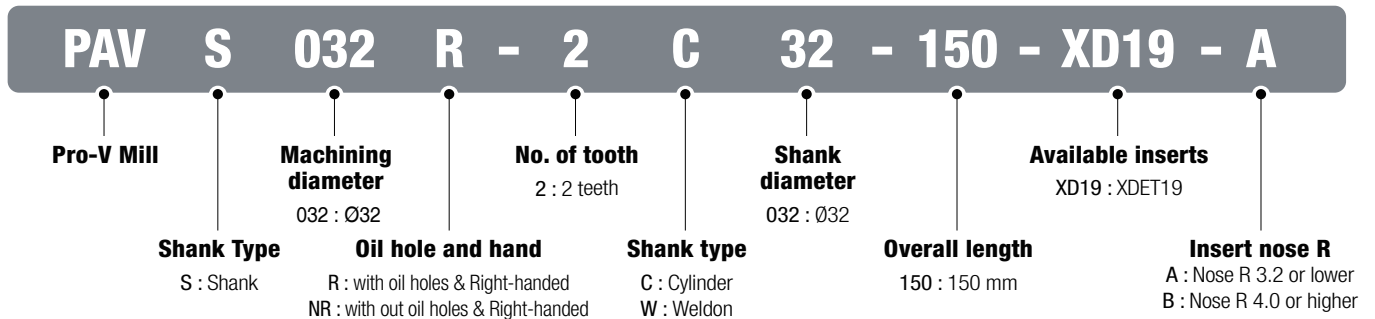 PAV S 032 R - 2 C 32 - 150 - XD19 - A
Pro-V Mill
Machining
diameter
032 : Ø32
No. of tooth
2 : 2 teeth
Shank
diameter
032 : Ø32
Available inserts
XD19 : XDET19
Shank Type
S : Shank
Oil hole and hand
R : with oil holes & Right-handed
NR : with out oil holes & Right-handed
Shank type
C : Cylinder
W : Weldon
Overall length
150 : 150 mm
Insert nose R
A : Nose R 3.2 or lower
B : Nose R 4.0 or higher